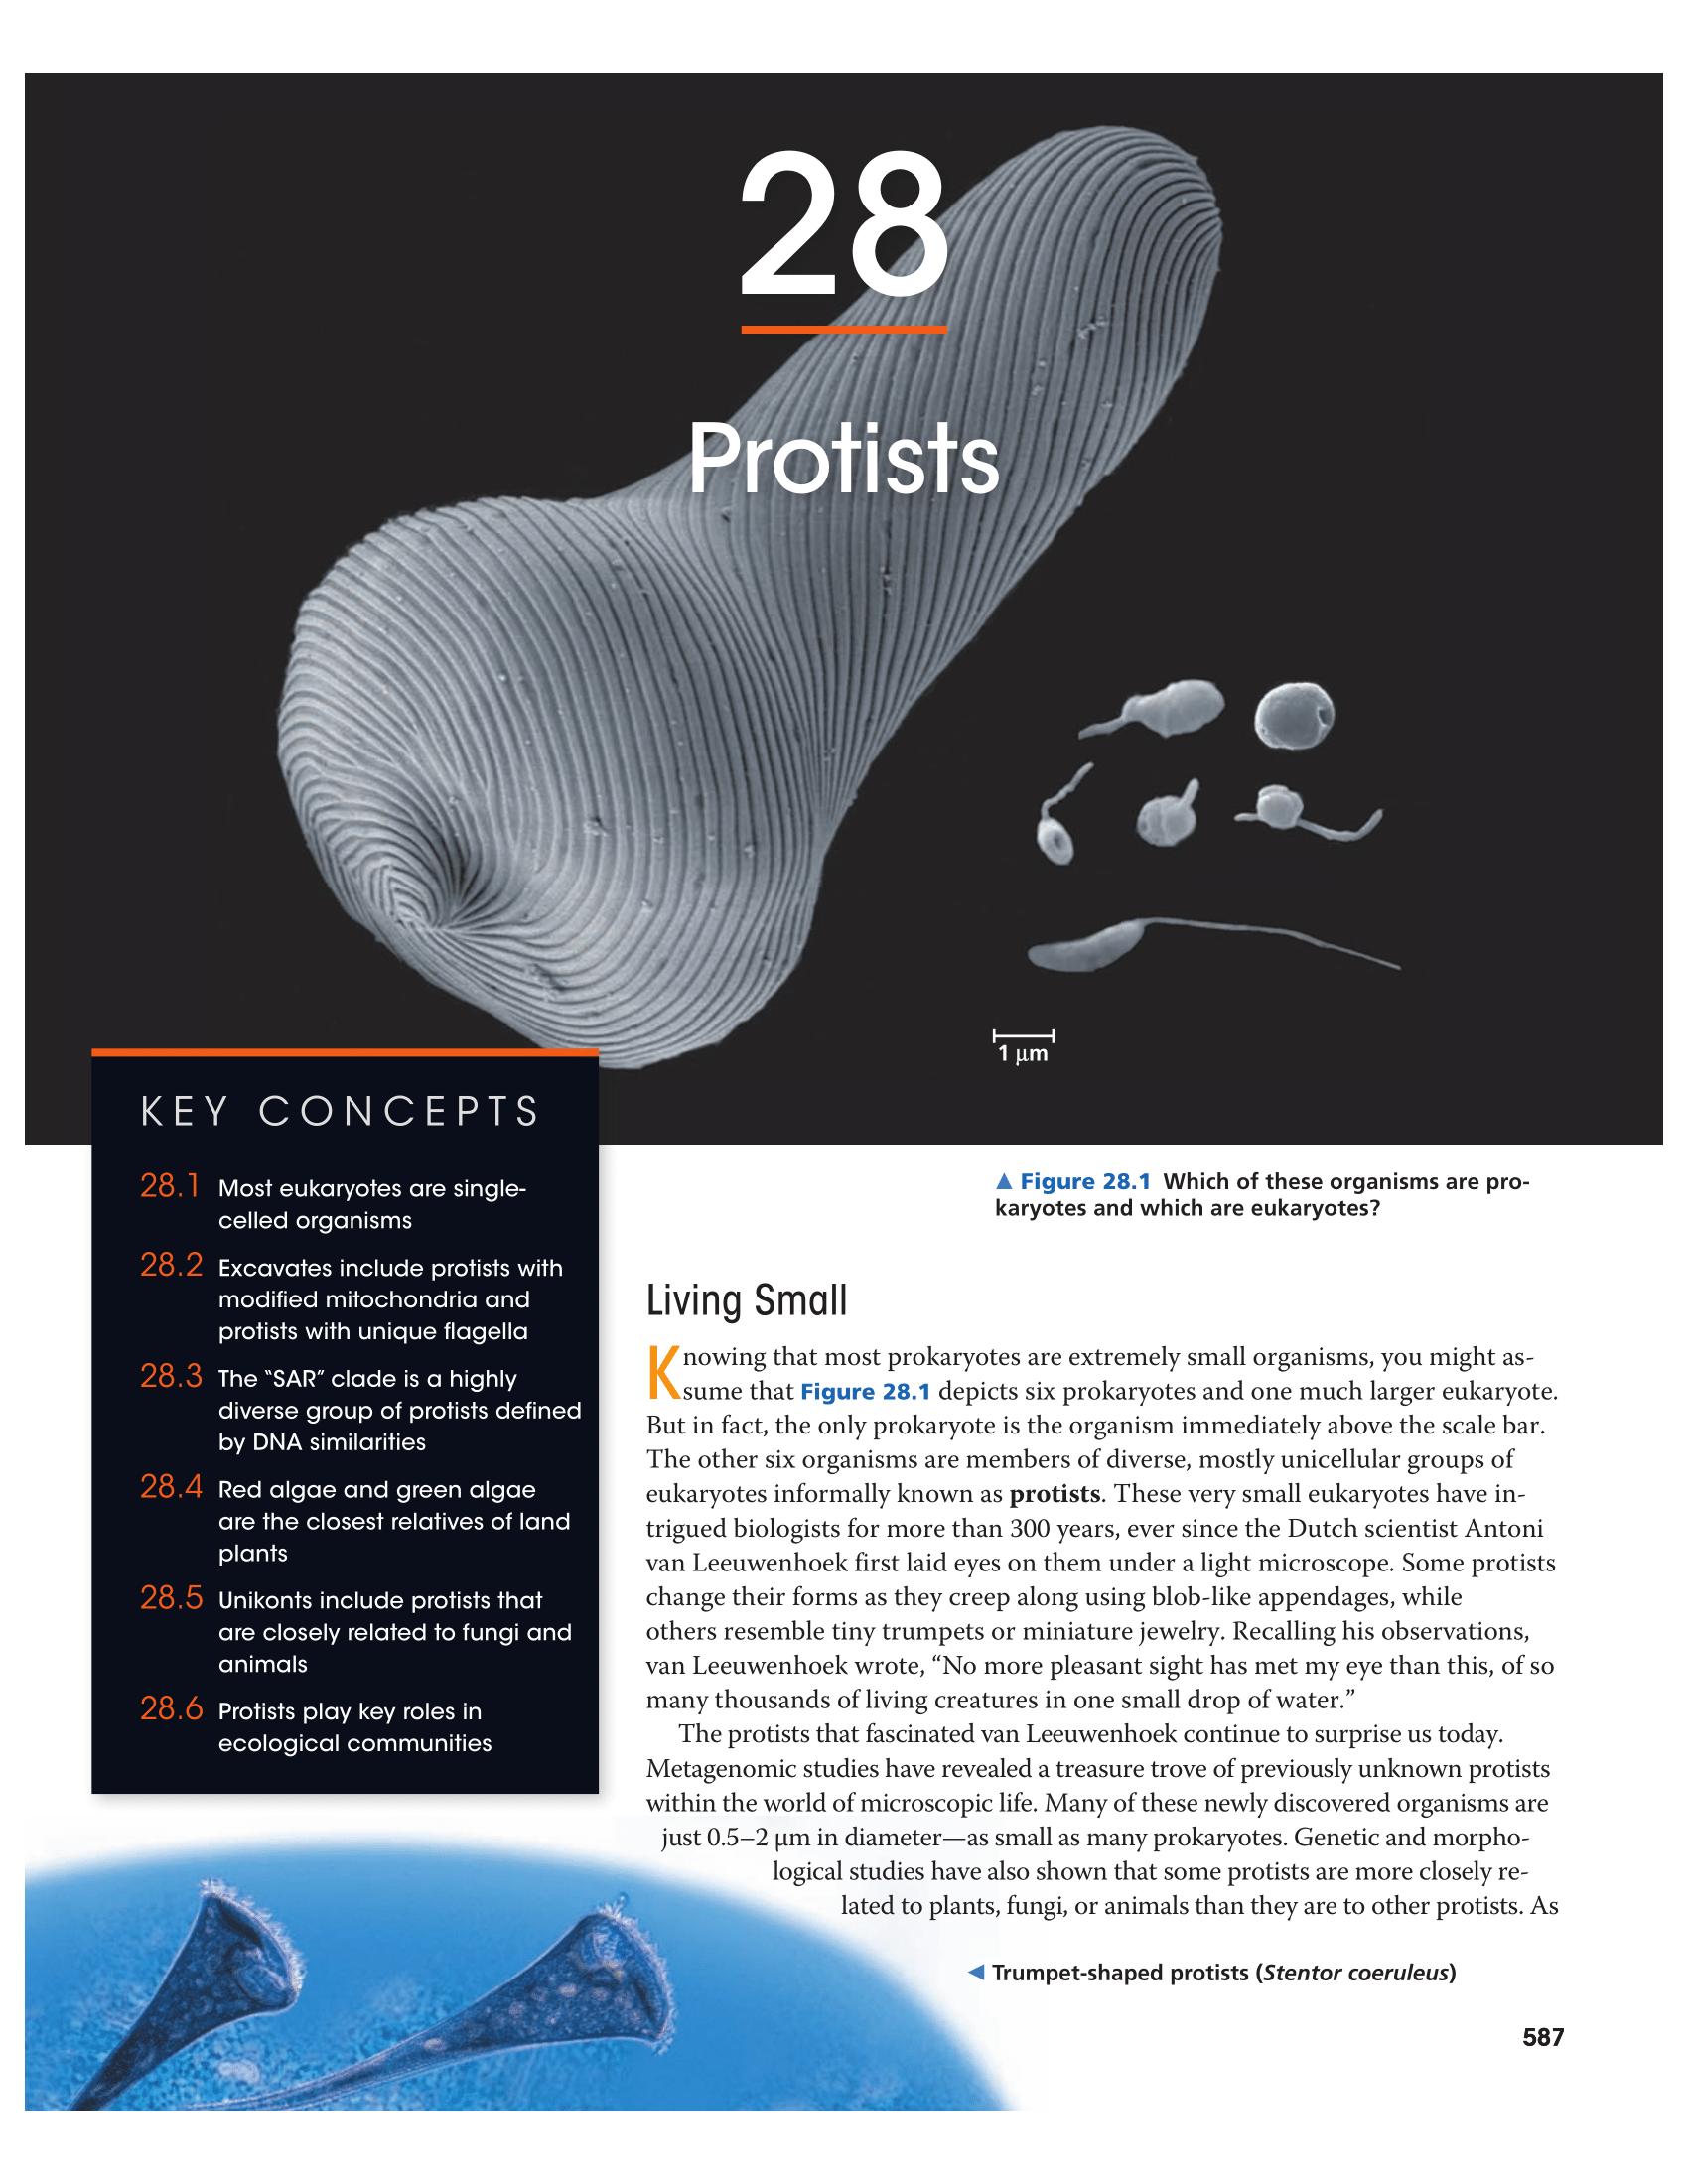 28
Protists
1 µm
KEY CONCEPTS
28.1 Most eukaryotes are single-
celled organisms
28.2 Excavates include protists with
modified mitochondria and
protists with unique flagella
28.3 The “SAR” clade is a highly
diverse group of protists defined
by DNA similarities
28.4 Red algae and green algae
are the closest relatives of land
plants
28.5 Unikonts include protists that
are closely related to fungi and
animals
28.6 Protists play key roles in
ecological communities
▲ Figure 28.1 Which of these organisms are pro-
karyotes and which are eukaryotes?
Living Small
Knowing that most prokaryotes are extremely small organisms, you might as-
sume that Figure 28.1 depicts six prokaryotes and one much larger eukaryote.
But in fact, the only prokaryote is the organism immediately above the scale bar.
The other six organisms are members of diverse, mostly unicellular groups of
eukaryotes informally known as protists. These very small eukaryotes have in-
trigued biologists for more than 300 years, ever since the Dutch scientist Antoni
van Leeuwenhoek first laid eyes on them under a light microscope. Some protists
change their forms as they creep along using blob-like appendages, while
others resemble tiny trumpets or miniature jewelry. Recalling his observations,
van Leeuwenhoek wrote, “No more pleasant sight has met my eye than this, of so
many thousands of living creatures in one small drop of water.”
The protists that fascinated van Leeuwenhoek continue to surprise us today.
Metagenomic studies have revealed a treasure trove of previously unknown protists
within the world of microscopic life. Many of these newly discovered organisms are
just 0.5–2 µm in diameter—as small as many prokaryotes. Genetic and morpho-
logical studies have also shown that some protists are more closely re-
lated to plants, fungi, or animals than they are to other protists. As
◀ Trumpet-shaped protists (Stentor coeruleus)
587